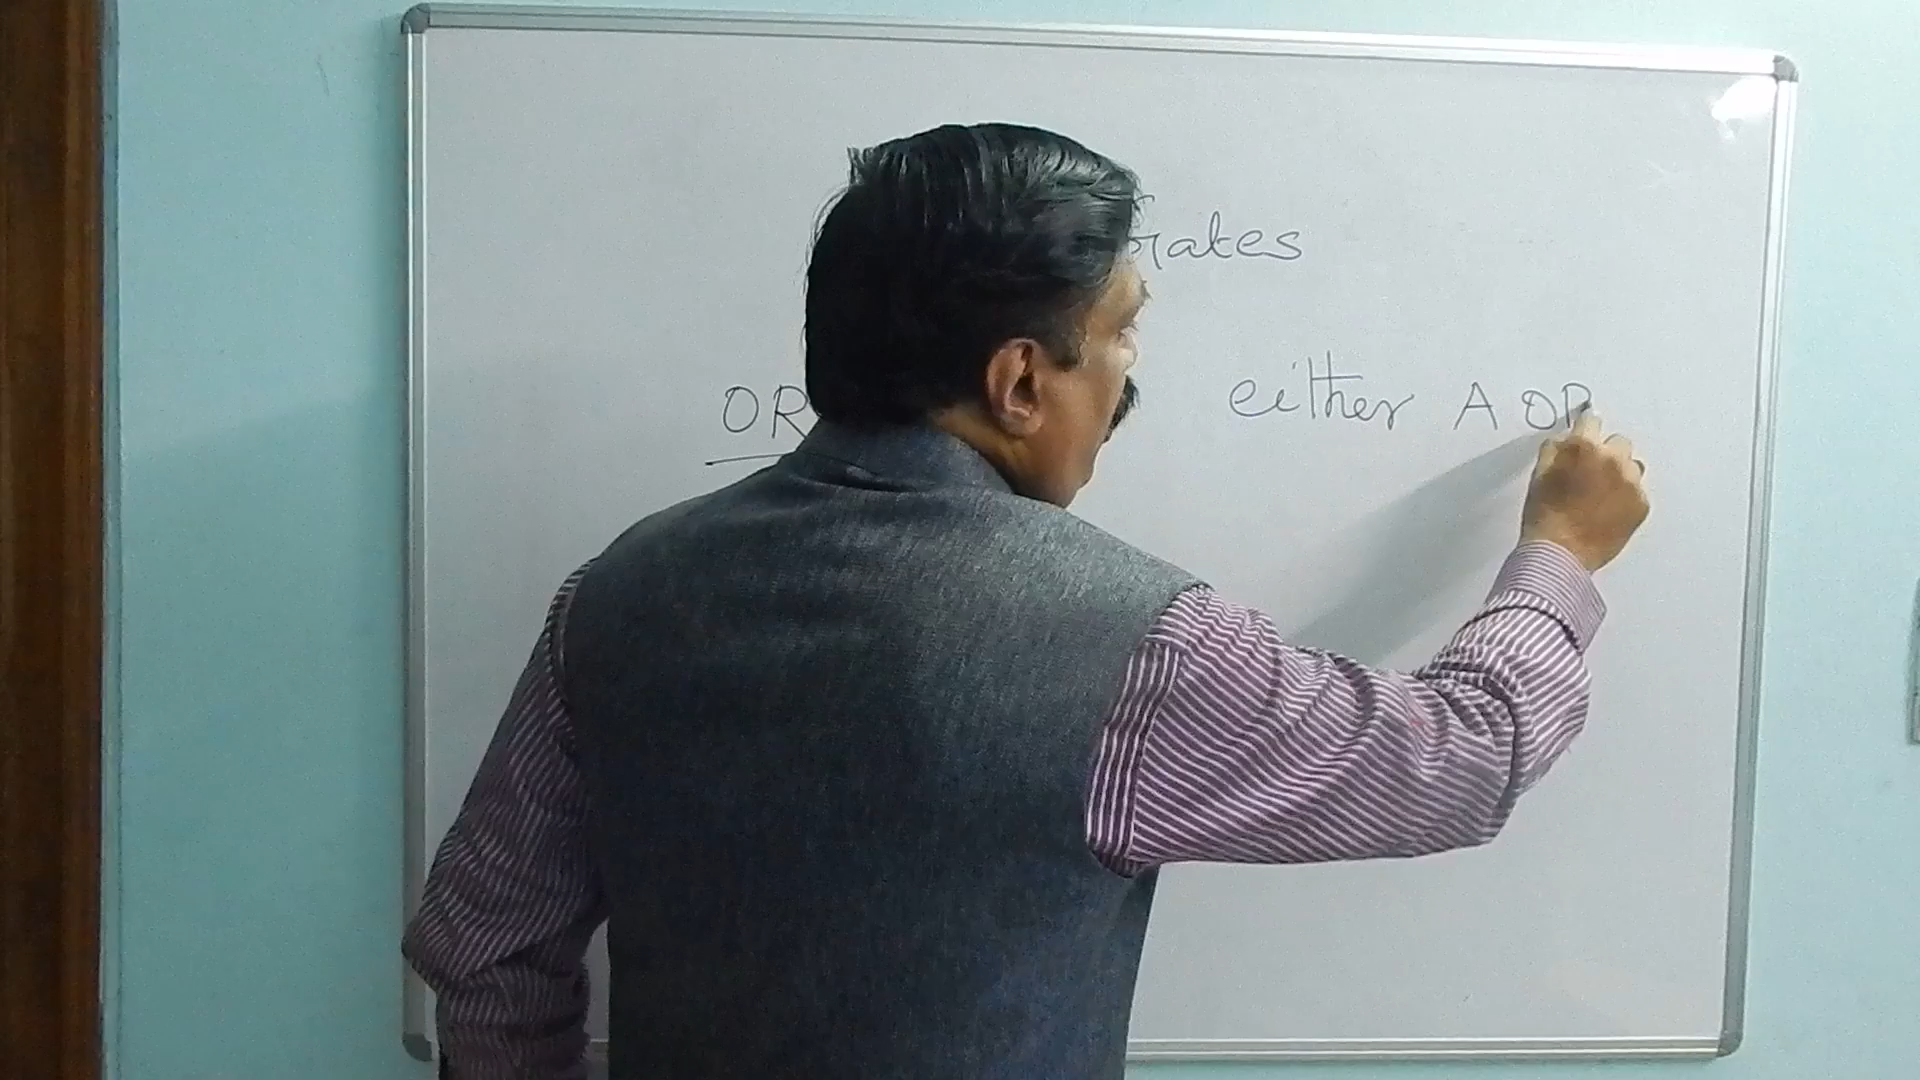 Gates
OR either A OR